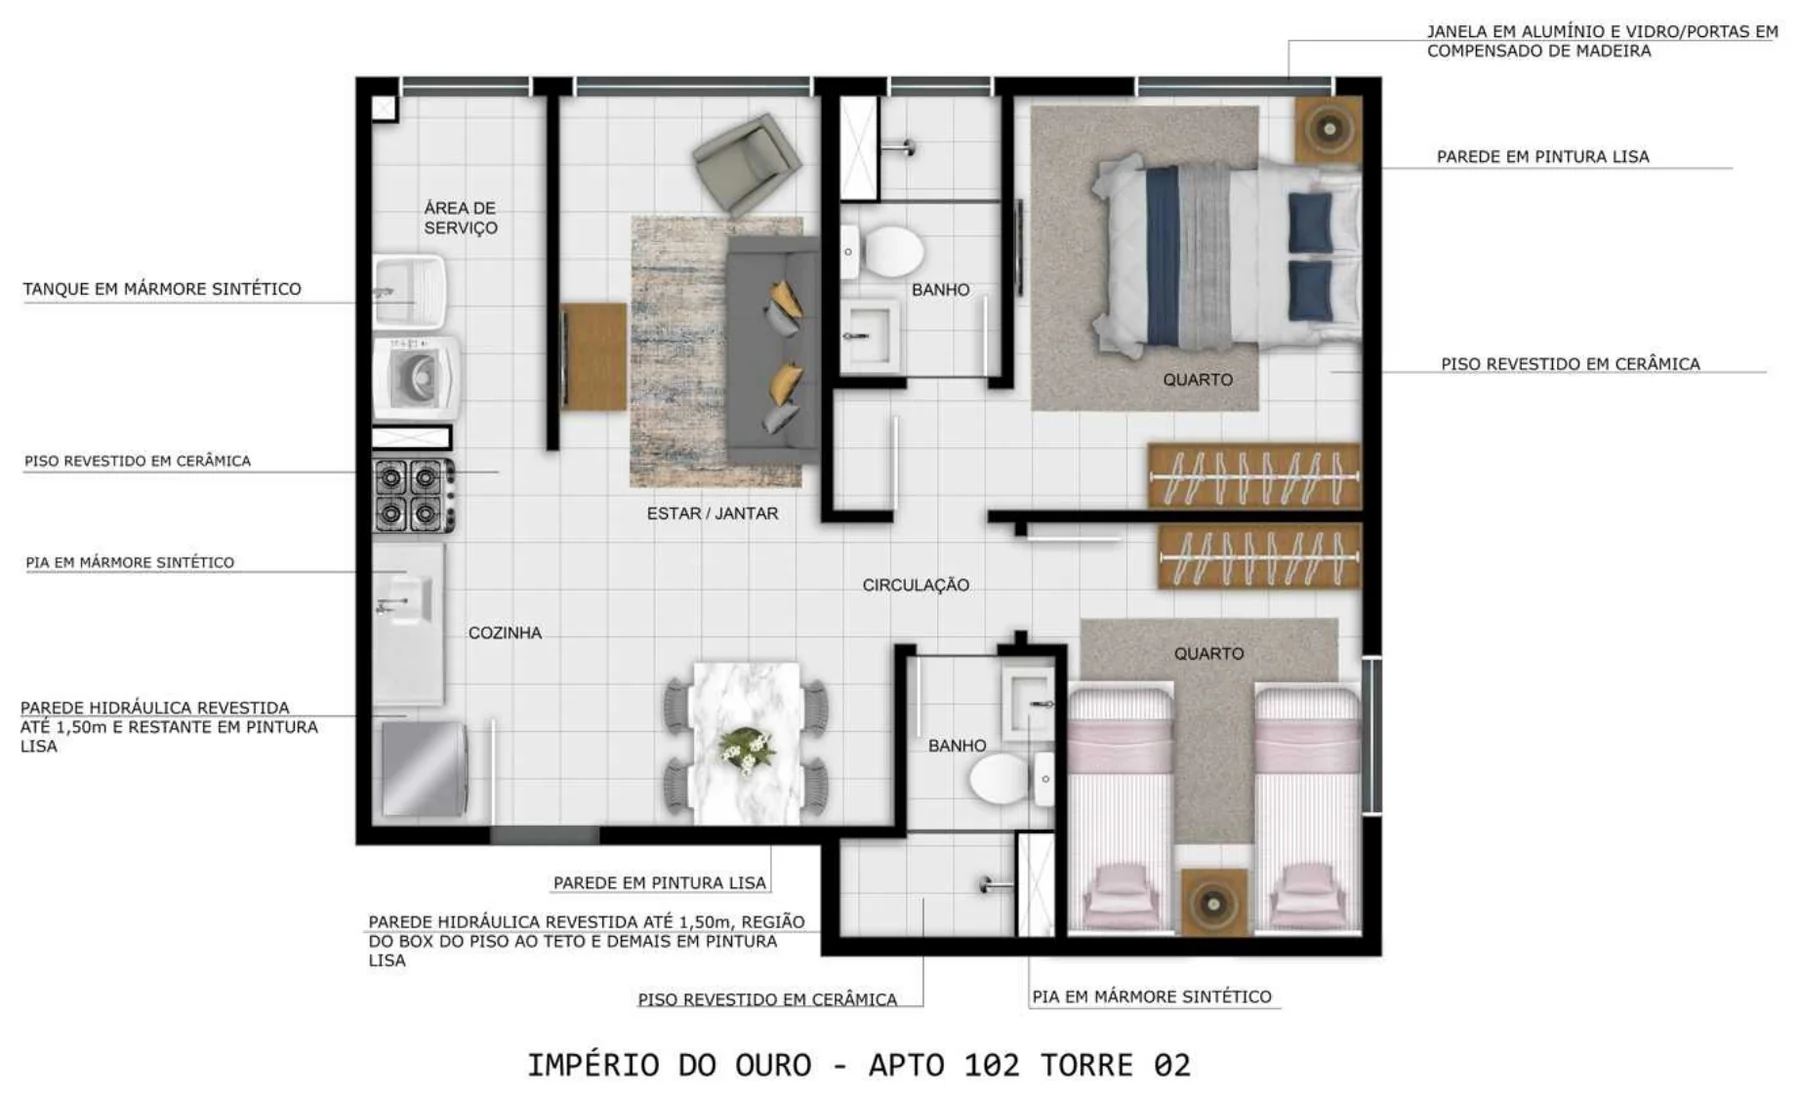 JANELA EM ALUMÍNIO E VIDRO/PORTAS EM
COMPENSADO DE MADEIRA
PAREDE EM PINTURA LISA
ÁREA DE
SERVIÇO
TANQUE EM MÁRMORE SINTÉTICO
BANHO
PISO REVESTIDO EM CERÂMICA
QUARTO
PISO REVESTIDO EM CERÂMICA
ESTAR / JANTAR
PIA EM MÁRMORE SINTÉTICO
CIRCULAÇÃO
COZINHA
QUARTO
PAREDE HIDRÁULICA REVESTIDA
ATÉ 1,50m E RESTANTE EM PINTURA
LISA
BANHO
PAREDE EM PINTURA LISA
PAREDE HIDRÁULICA REVESTIDA ATÉ 1,50m, REGIÃO
DO BOX DO PISO AO TETO E DEMAIS EM PINTURA
LISA
PISO REVESTIDO EM CERÂMICA
PIA EM MÁRMORE SINTÉTICO
IMPÉRIO DO OURO - APTO 102 TORRE 02